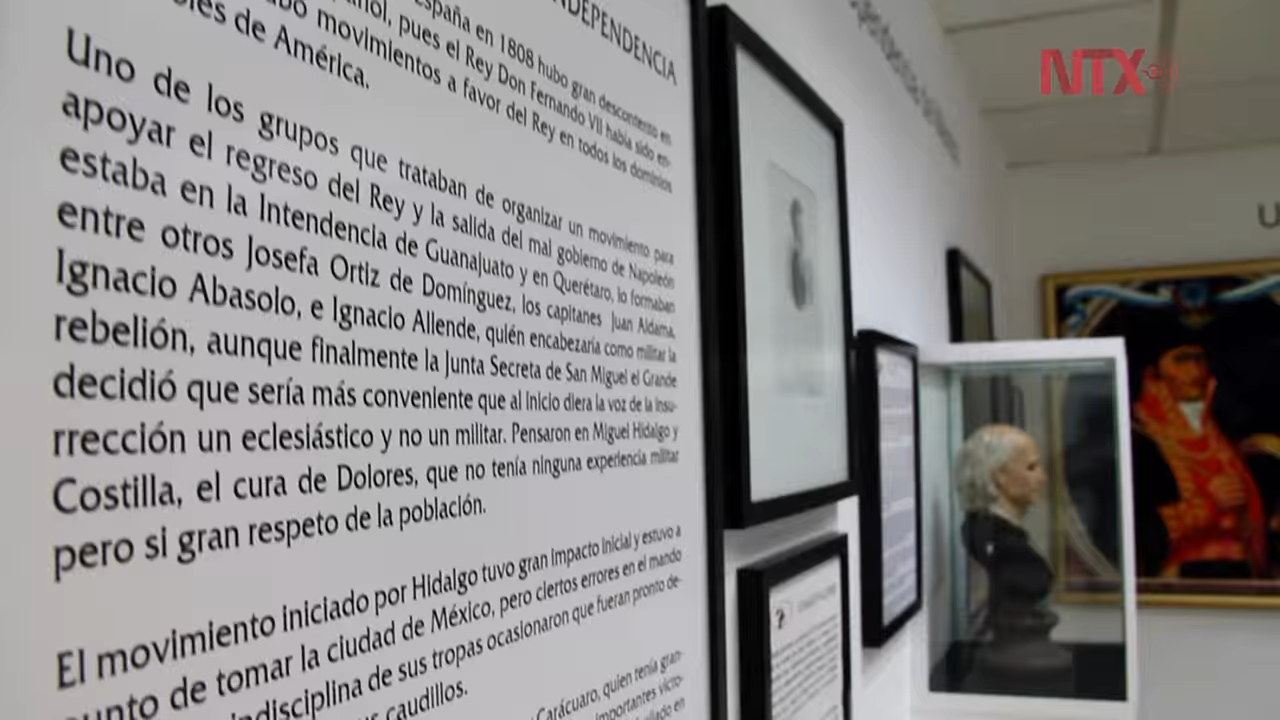 NDEPENDENCIA
España en 1808 hubo gran descontento en
pues el Rey Don Fernando VII había sido en-
movimientos a favor del Rey en todos los dominios
de América.
Uno de los grupos que trataban de organizar un movimiento para
apoyar el regreso del Rey y la salida del mal gobierno de Napoleón
estaba en la Intendencia de Guanajuato y en Querétaro, lo formaban
entre otros Josefa Ortiz de Domínguez, los capitanes Juan Aldama,
Ignacio Abasolo, e Ignacio Allende, quién encabezaría como militar la
rebelión, aunque finalmente la Junta Secreta de San Miguel el Grande
decidió que sería más conveniente que al inicio diera la voz de la insu-
rrección un eclesiástico y no un militar. Pensaron en Miguel Hidalgo y
Costilla, el cura de Dolores, que no tenía ninguna experiencia militar
pero si gran respeto de la población.
El movimiento iniciado por Hidalgo tuvo gran impacto inicial y estuvo a
punto de tomar la ciudad de México, pero ciertos errores en el mando
indisciplina de sus tropas ocasionaron que fueran pronto de-
caudillos.
Carácuaro, quien tenía gran-
importantes victo-
en
NTX
U